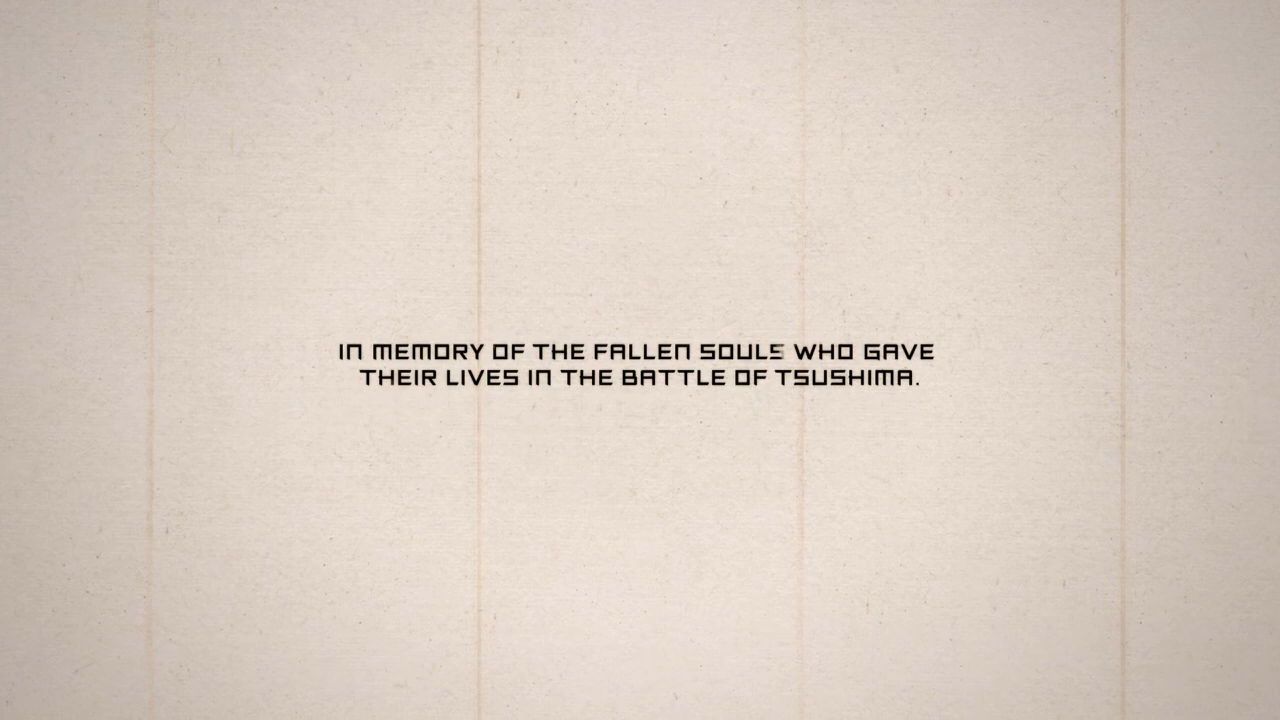 IN MEMORY OF THE FALLEN SOULS WHO GAVE
THEIR LIVES IN THE BATTLE OF TSUSHIMA.